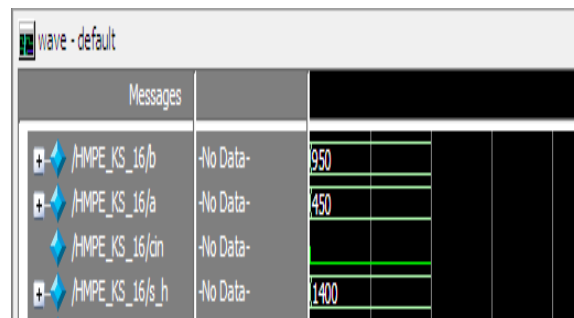 wave - default
Messages
/HMPE_KS_16/b -No Data- 950
/HMPE_KS_16/a -No Data- 450
/HMPE_KS_16/cin -No Data-
/HMPE_KS_16/s_h -No Data- 1400